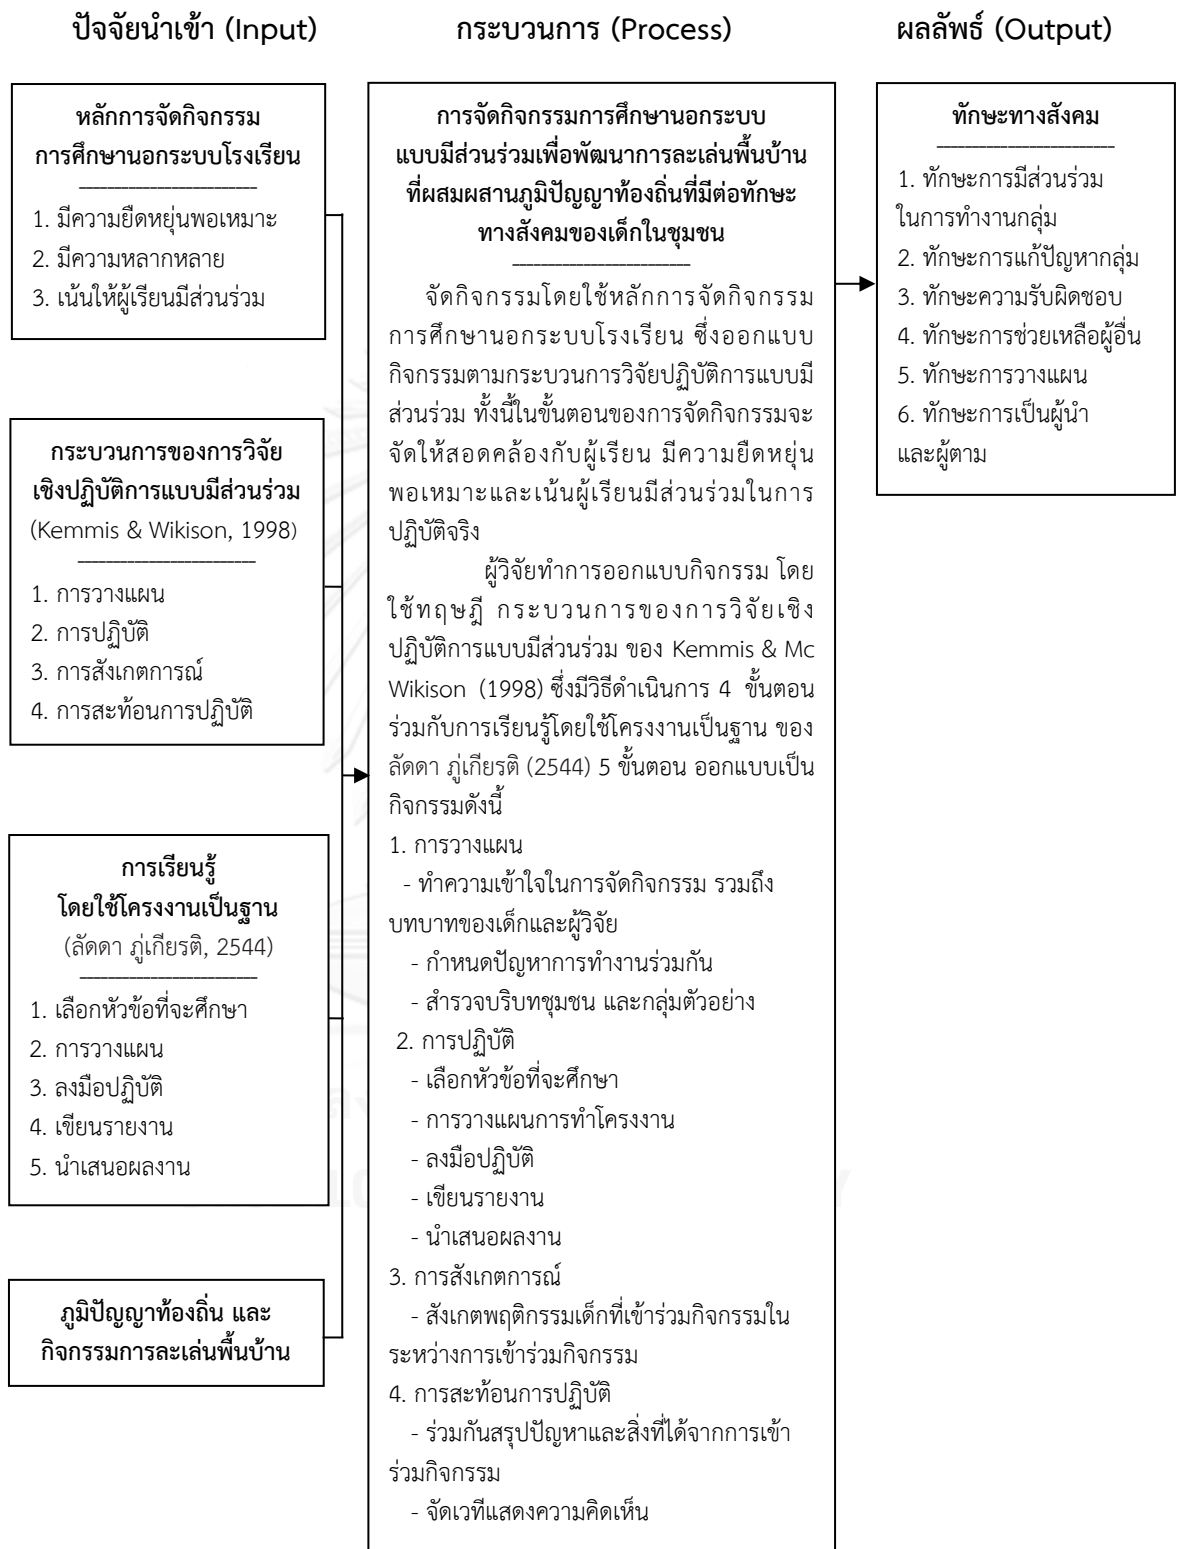 ปัจจัยนำเข้า (Input)
กระบวนการ (Process)
ผลลัพธ์ (Output)
หลักการจัดกิจกรรม
การศึกษานอกระบบโรงเรียน
-------------------------
1. มีความยืดหยุ่นพอเหมาะ
2. มีความหลากหลาย
3. เน้นให้ผู้เรียนมีส่วนร่วม
กระบวนการของการวิจัย
เชิงปฏิบัติการแบบมีส่วนร่วม
(Kemmis & Wikison, 1998)
-------------------------
1. การวางแผน
2. การปฏิบัติ
3. การสังเกตการณ์
4. การสะท้อนการปฏิบัติ
การเรียนรู้
โดยใช้โครงงานเป็นฐาน
(ลัดดา ภู่เกียรติ, 2544)
-------------------------
1. เลือกหัวข้อที่จะศึกษา
2. การวางแผน
3. ลงมือปฏิบัติ
4. เขียนรายงาน
5. นำเสนอผลงาน
ภูมิปัญญาท้องถิ่น และ
กิจกรรมการละเล่นพื้นบ้าน
การจัดกิจกรรมการศึกษานอกระบบ
แบบมีส่วนร่วมเพื่อพัฒนาการละเล่นพื้นบ้าน
ที่ผสมผสานภูมิปัญญาท้องถิ่นที่มีต่อทักษะ
ทางสังคมของเด็กในชุมชน
-------------------------
จัดกิจกรรมโดยใช้หลักการจัดกิจกรรม
การศึกษานอกระบบโรงเรียน ซึ่งออกแบบ
กิจกรรมตามกระบวนการวิจัยปฏิบัติการแบบมี
ส่วนร่วม ทั้งนี้ในขั้นตอนของการจัดกิจกรรมจะ
จัดให้สอดคล้องกับผู้เรียน มีความยืดหยุ่น
พอเหมาะและเน้นผู้เรียนมีส่วนร่วมในการ
ปฏิบัติจริง
ผู้วิจัยทำการออกแบบกิจกรรม โดย
ใช้ทฤษฎี กระบวนการของการวิจัยเชิง
ปฏิบัติการแบบมีส่วนร่วม ของ Kemmis & Mc
Wikison (1998) ซึ่งมีวิธีดำเนินการ 4 ขั้นตอน
ร่วมกับการเรียนรู้โดยใช้โครงงานเป็นฐาน ของ
ลัดดา ภู่เกียรติ (2544) 5 ขั้นตอน ออกแบบเป็น
กิจกรรมดังนี้
1. การวางแผน
- ทำความเข้าใจในการจัดกิจกรรม รวมถึง
บทบาทของเด็กและผู้วิจัย
- กำหนดปัญหาการทำงานร่วมกัน
- สำรวจบริบทชุมชน และกลุ่มตัวอย่าง
2. การปฏิบัติ
- เลือกหัวข้อที่จะศึกษา
- การวางแผนการทำโครงงาน
- ลงมือปฏิบัติ
- เขียนรายงาน
- นำเสนอผลงาน
3. การสังเกตการณ์
- สังเกตพฤติกรรมเด็กที่เข้าร่วมกิจกรรมใน
ระหว่างการเข้าร่วมกิจกรรม
4. การสะท้อนการปฏิบัติ
- ร่วมกันสรุปปัญหาและสิ่งที่ได้จากการเข้า
ร่วมกิจกรรม
- จัดเวทีแสดงความคิดเห็น
ทักษะทางสังคม
-------------------------
1. ทักษะการมีส่วนร่วม
ในการทำงานกลุ่ม
2. ทักษะการแก้ปัญหากลุ่ม
3. ทักษะความรับผิดชอบ
4. ทักษะการช่วยเหลือผู้อื่น
5. ทักษะการวางแผน
6. ทักษะการเป็นผู้นำ
และผู้ตาม